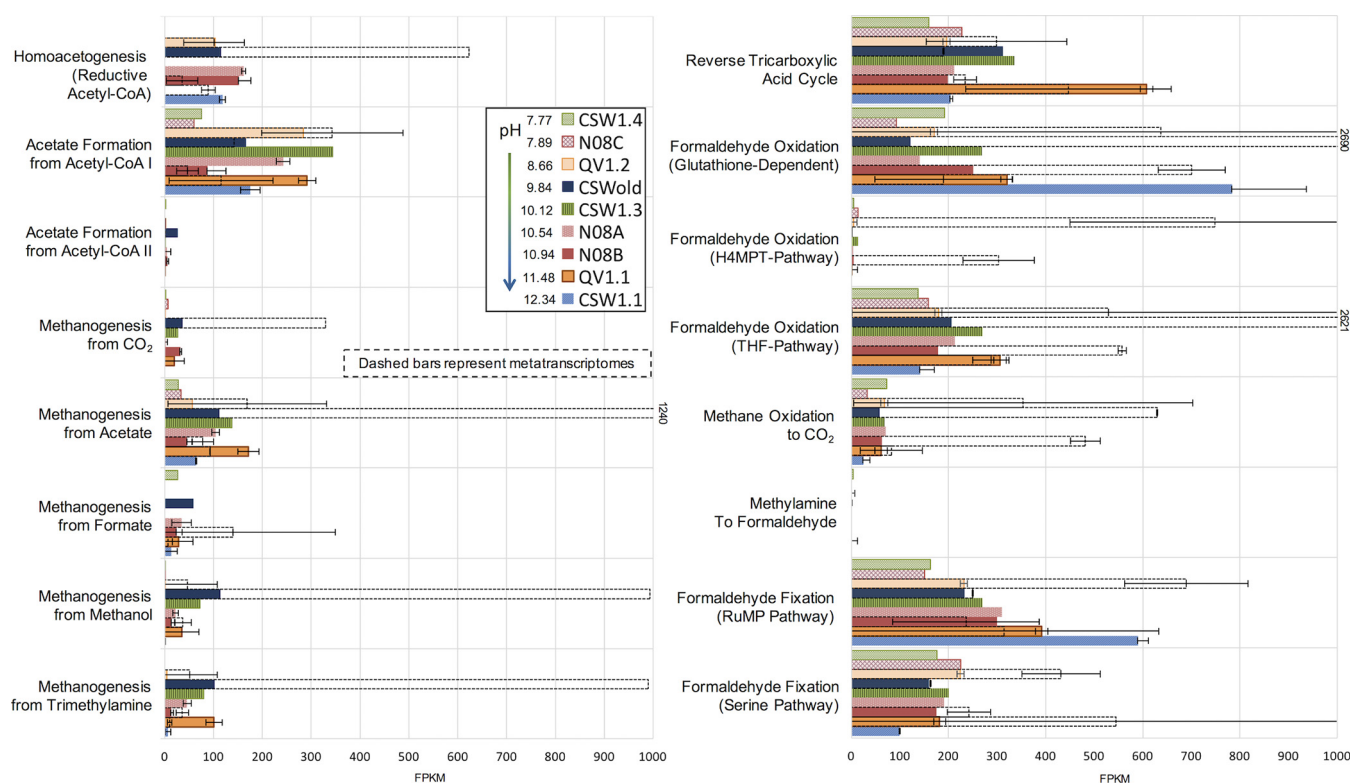 Homoacetogenesis
(Reductive
Acetyl-CoA)
Acetate Formation
from Acetyl-CoA I
Acetate Formation
from Acetyl-CoA II
Methanogenesis
from CO2
Methanogenesis
from Acetate
1240
Methanogenesis
from Formate
Methanogenesis
from Methanol
Methanogenesis
from Trimethylamine
0 100 200 300 400 500 600 700 800 900 1000
FPKM
pH
7.77 CSW1.4
7.89 N08C
8.66 QV1.2
9.84 CSWold
10.12 CSW1.3
10.54 N08A
10.94 N08B
11.48 QV1.1
12.34 CSW1.1
Dashed bars represent metatranscriptomes
Reverse Tricarboxylic
Acid Cycle
Formaldehyde Oxidation
(Glutathione-Dependent)
2690
Formaldehyde Oxidation
(H4MPT-Pathway)
Formaldehyde Oxidation
(THF-Pathway)
2621
Methane Oxidation
to CO2
Methylamine
To Formaldehyde
Formaldehyde Fixation
(RuMP Pathway)
Formaldehyde Fixation
(Serine Pathway)
0 100 200 300 400 500 600 700 800 900 1000
FPKM